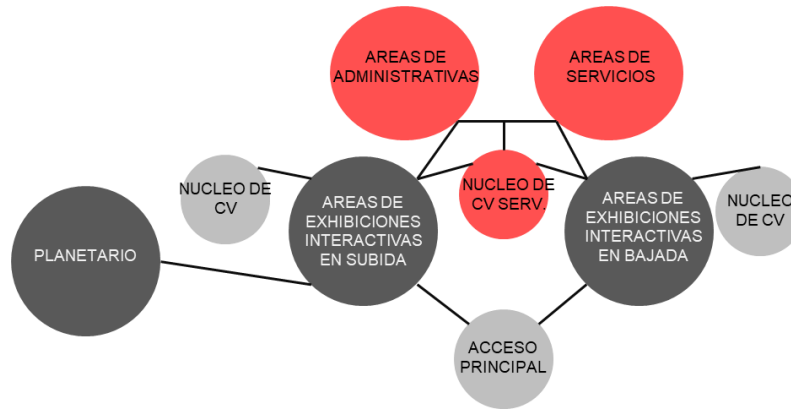 AREAS DE
ADMINISTRATIVAS
AREAS DE
SERVICIOS
NUCLEO DE
CV
AREAS DE
EXHIBICIONES
INTERACTIVAS
EN SUBIDA
NUCLEO DE
CV SERV.
AREAS DE
EXHIBICIONES
INTERACTIVAS
EN BAJADA
NUCLEO
DE CV
PLANETARIO
ACCESO
PRINCIPAL